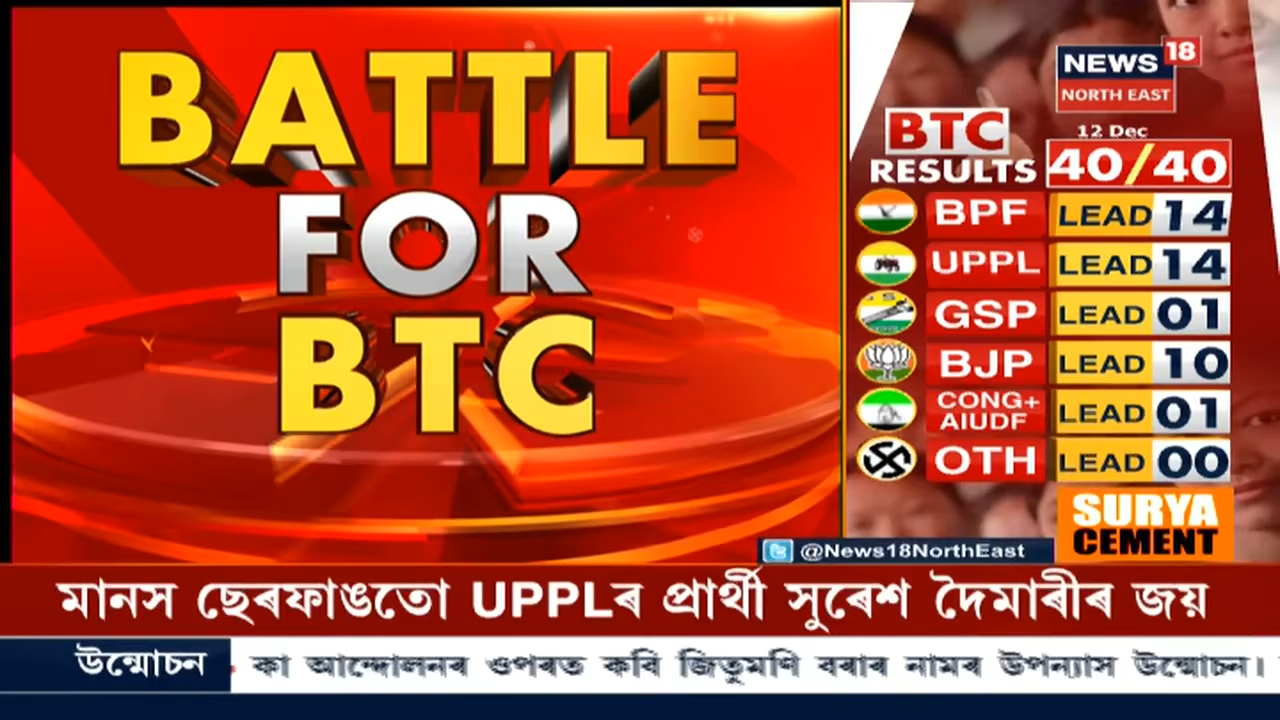 BATTLE
FOR
BTC
NEWS 18
NORTH EAST
BTC
RESULTS
12 Dec
40/40
BPF LEAD 14
UPPL LEAD 14
GSP LEAD 01
BJP LEAD 10
CONG+
AIUDF LEAD 01
OTH LEAD 00
SURYA
CEMENT
@News18NorthEast
মানস ছেৰফাঙতো UPPLৰ প্ৰাৰ্থী সুৰেশ দৈমাৰীৰ জয়
উন্মোচন
কা আন্দোলনৰ ওপৰত কবি জিতুমণি বৰাৰ নামৰ উপন্যাস উন্মোচন।